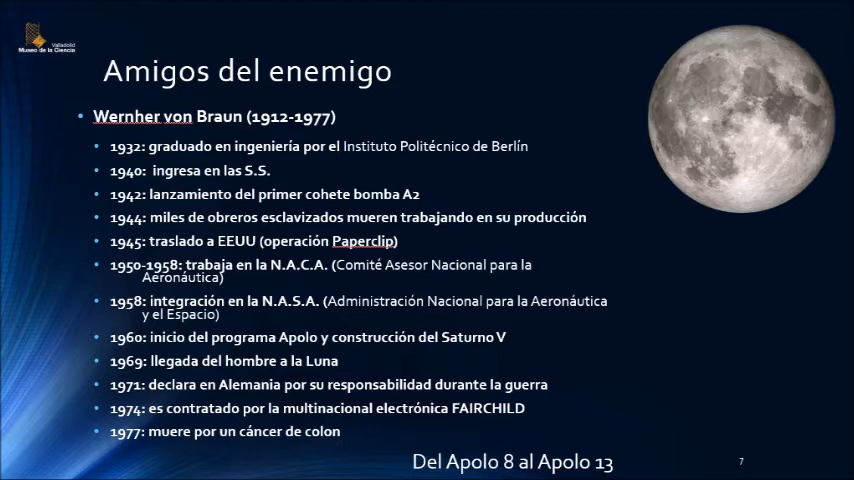 Valladolid
Museo de la Ciencia
Amigos del enemigo
• Wernher von Braun (1912-1977)
• 1932: graduado en ingeniería por el Instituto Politécnico de Berlín
• 1940: ingresa en las S.S.
• 1942: lanzamiento del primer cohete bomba A2
• 1944: miles de obreros esclavizados mueren trabajando en su producción
• 1945: traslado a EEUU (operación Paperclip)
• 1950-1958: trabaja en la N.A.C.A. (Comité Asesor Nacional para la
Aeronáutica)
• 1958: integración en la N.A.S.A. (Administración Nacional para la Aeronáutica
y el Espacio)
• 1960: inicio del programa Apolo y construcción del Saturno V
• 1969: llegada del hombre a la Luna
• 1971: declara en Alemania por su responsabilidad durante la guerra
• 1974: es contratado por la multinacional electrónica FAIRCHILD
• 1977: muere por un cáncer de colon
Del Apolo 8 al Apolo 13
7